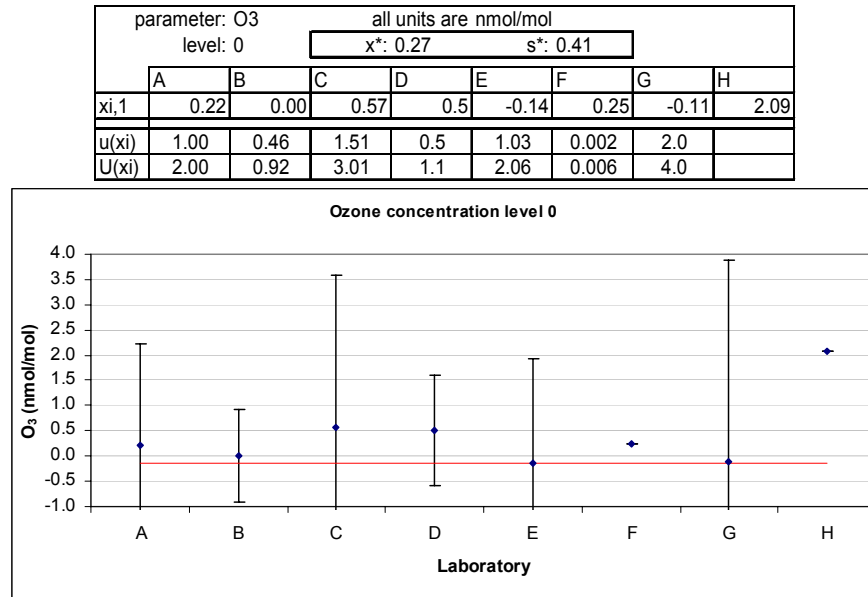 parameter: O3 all units are nmol/mol
level: 0 x*: 0.27 s*: 0.41
A B C D E F G H
xi,1 0.22 0.00 0.57 0.5 -0.14 0.25 -0.11 2.09
u(xi) 1.00 0.46 1.51 0.5 1.03 0.002 2.0
U(xi) 2.00 0.92 3.01 1.1 2.06 0.006 4.0
Ozone concentration level 0
4.0
3.5
3.0
2.5
2.0
1.5
1.0
0.5
0.0
-0.5
-1.0
O₃ (nmol/mol)
A B C D E F G H
Laboratory